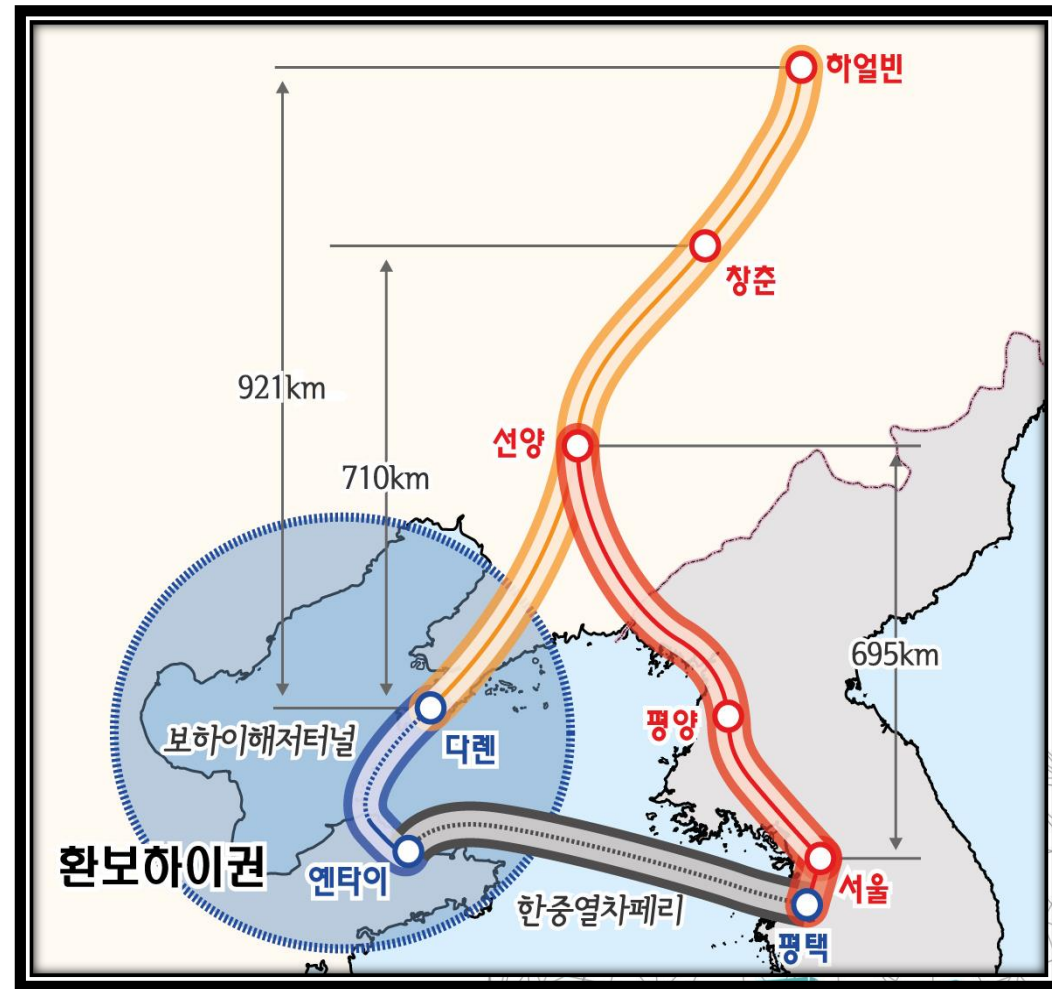 하얼빈
창춘
921km
선양
710km
695km
평양
보하이해저터널
다롄
환보하이권
옌타이
서울
한중열차페리
평택